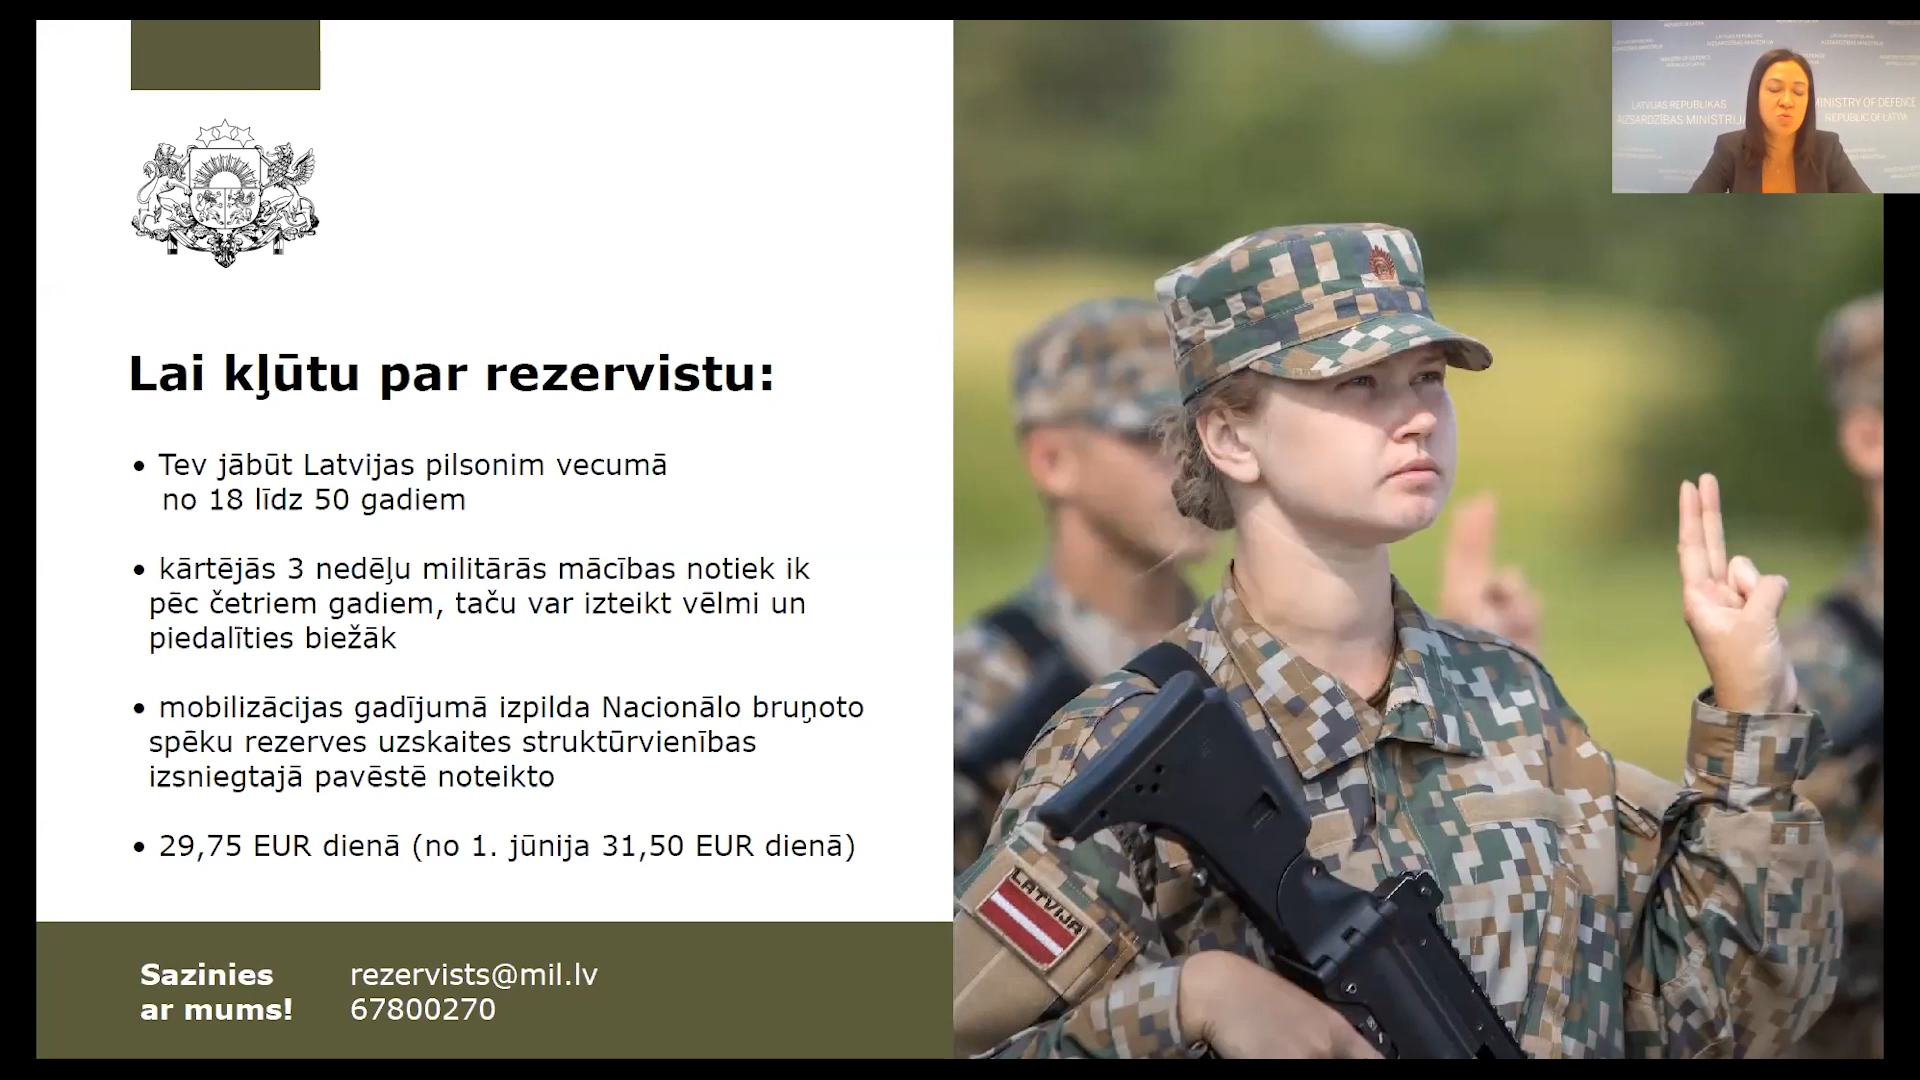 Lai kļūtu par rezervistu:
• Tev jābūt Latvijas pilsonim vecumā
no 18 līdz 50 gadiem
• kārtējās 3 nedēļu militārās mācības notiek ik
pēc četriem gadiem, taču var izteikt vēlmi un
piedalīties biežāk
• mobilizācijas gadījumā izpilda Nacionālo bruņoto
spēku rezerves uzskaites struktūrvienības
izsniegtajā pavēstē noteikto
• 29,75 EUR dienā (no 1. jūnija 31,50 EUR dienā)
Sazinies
ar mums!
rezervists@mil.lv
67800270
LATVIJA
LATVIJAS REPUBLIKAS
AIZSARDZĪBAS MINISTRIJA
MINISTRY OF DEFENCE
REPUBLIC OF LATVIA